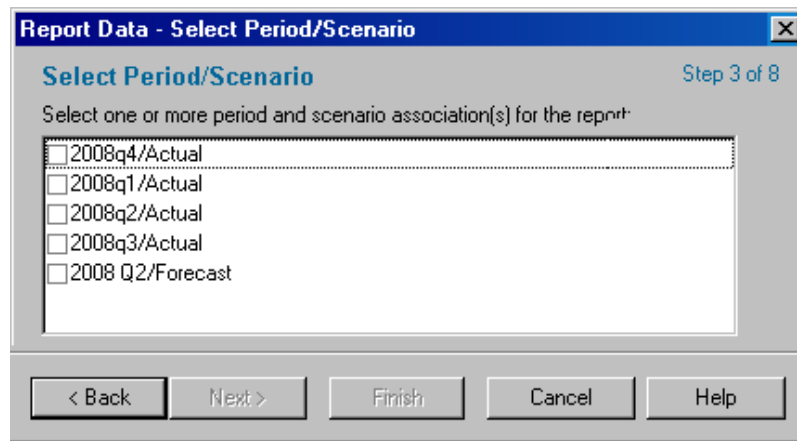 Report Data - Select Period/Scenario
Select Period/Scenario
Step 3 of 8
Select one or more period and scenario association(s) for the report:
2008q4/Actual
2008q1/Actual
2008q2/Actual
2008q3/Actual
2008 Q2/Forecast
< Back
Next >
Finish
Cancel
Help